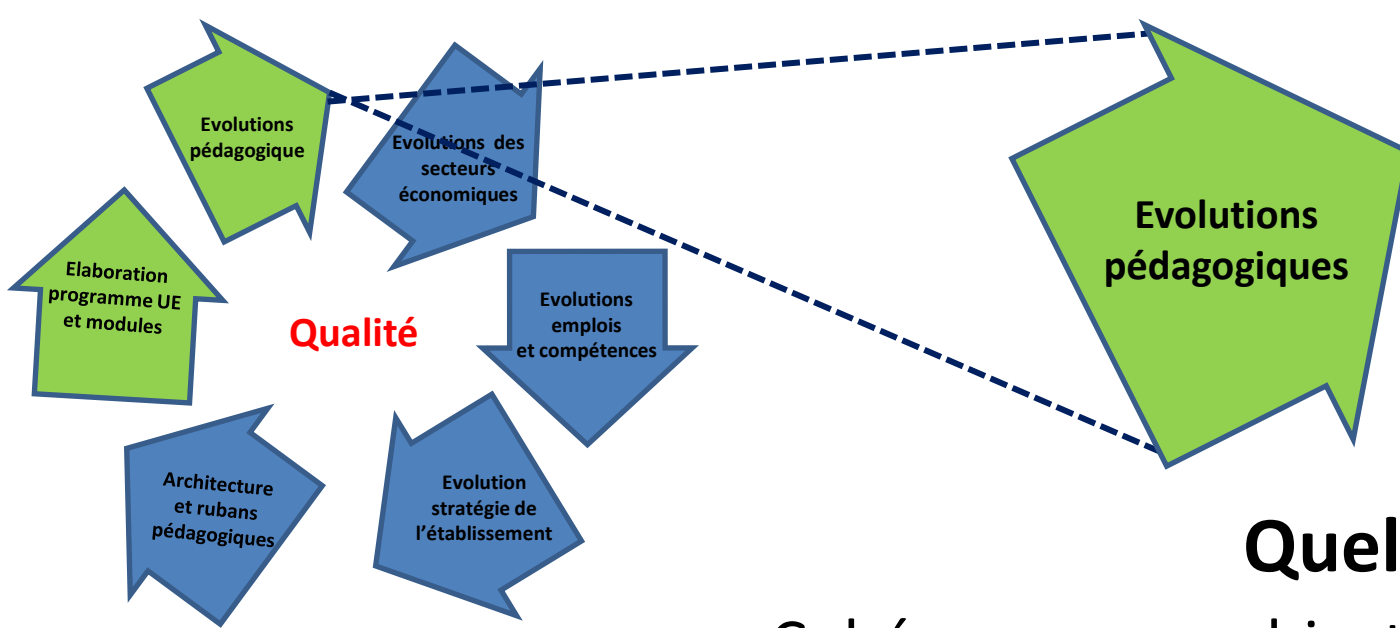 Evolutions
pédagogique
Evolutions des
secteurs
économiques
Evolutions
emplois
et compétences
Evolution
stratégie de
l'établissement
Architecture
et rubans
pédagogiques
Elaboration
programme UE
et modules
Qualité
Evolutions
pédagogiques
Quel